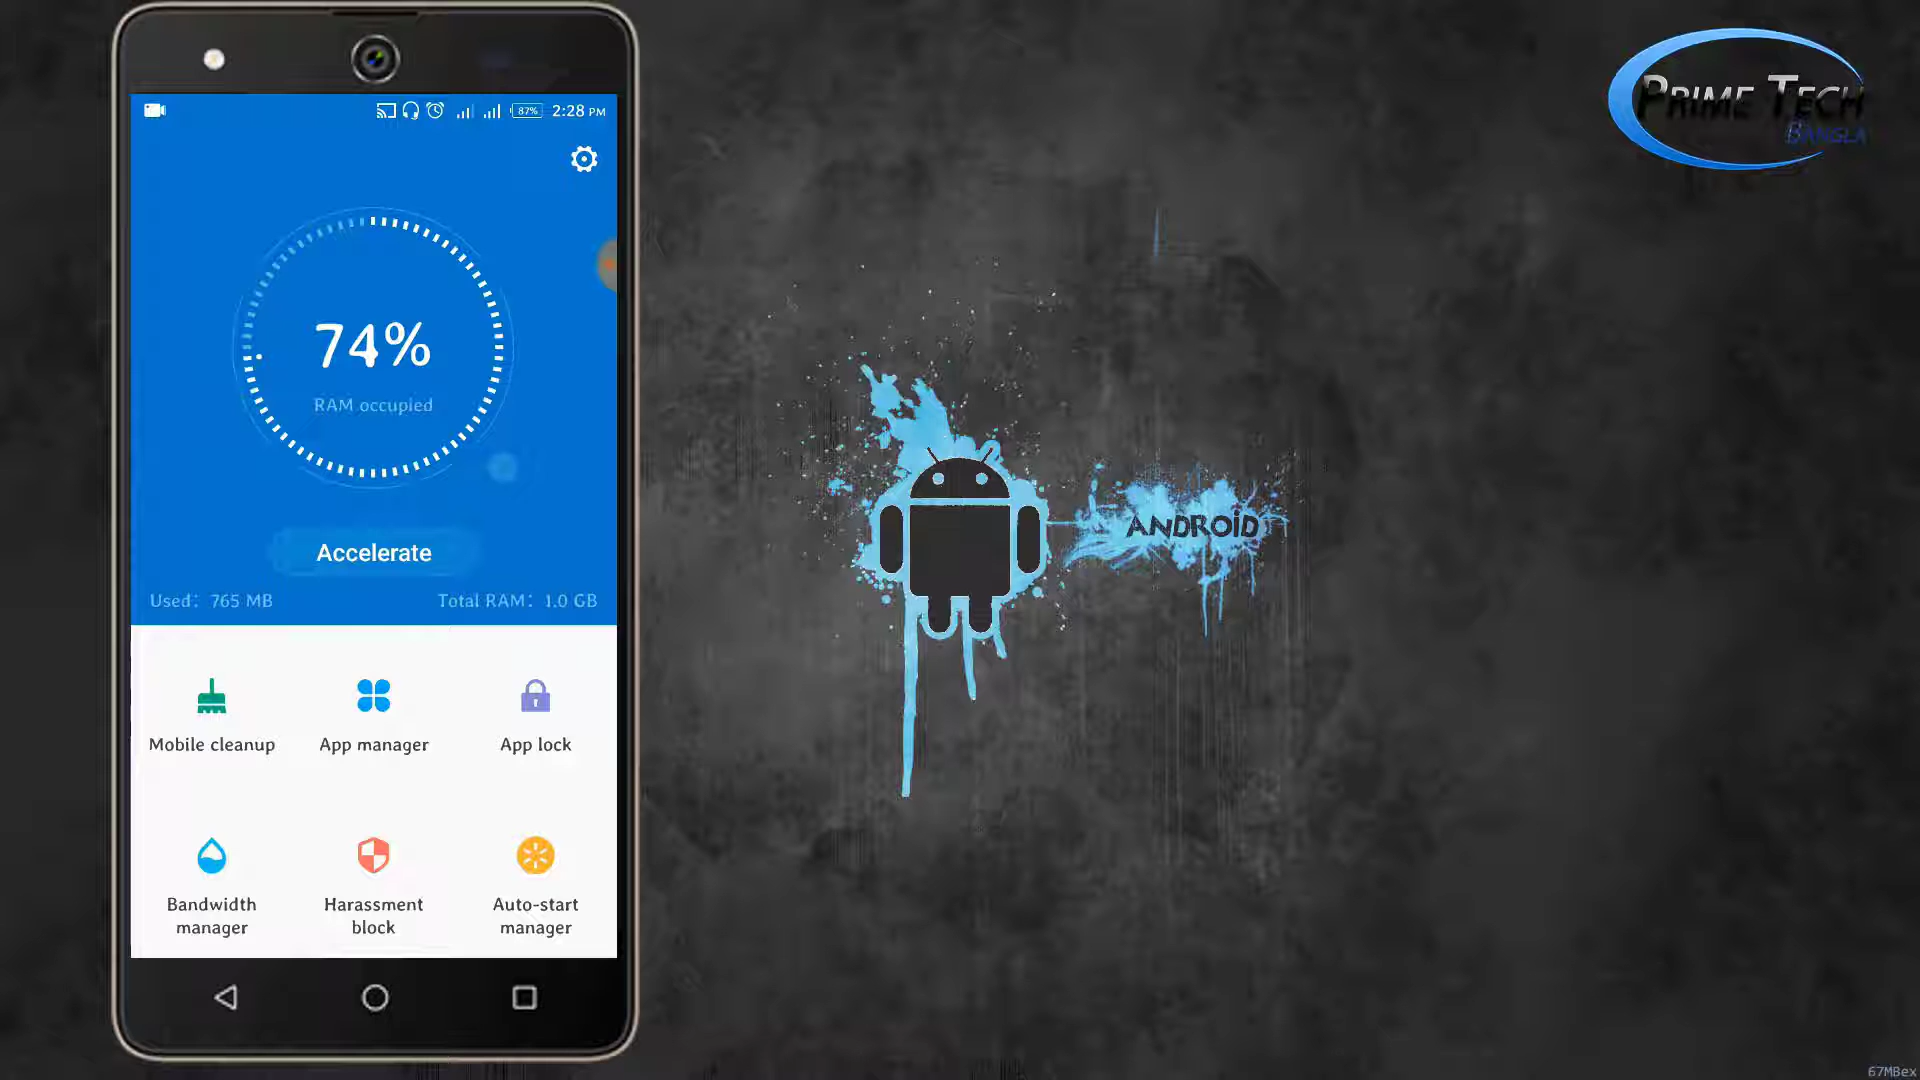 87% 2:28 PM
PRIME TECH
BANGLA
74%
RAM occupied
Accelerate
Used: 765 MB
Total RAM: 1.0 GB
ANDROID
Mobile cleanup
App manager
App lock
Bandwidth
manager
Harassment
block
Auto-start
manager
67MBex